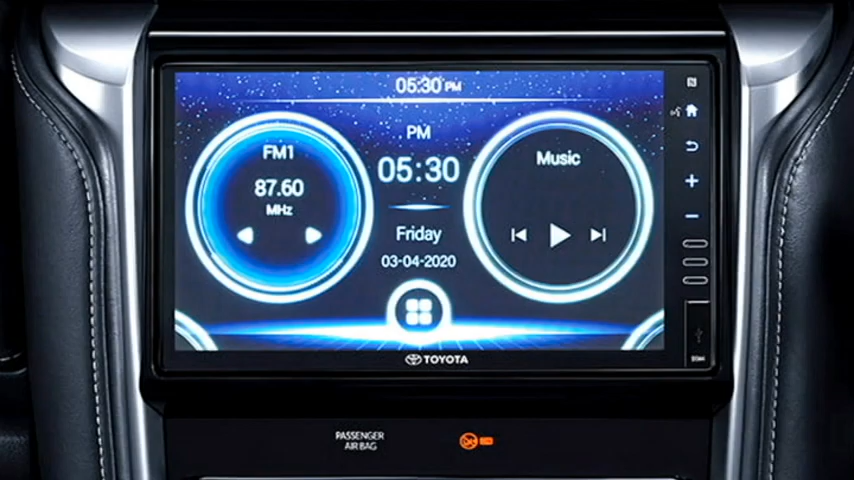 05:30 PM
FM1
87.60
MHz
PM
05:30
Friday
03-04-2020
Music
TOYOTA
PASSENGER
AIR BAG